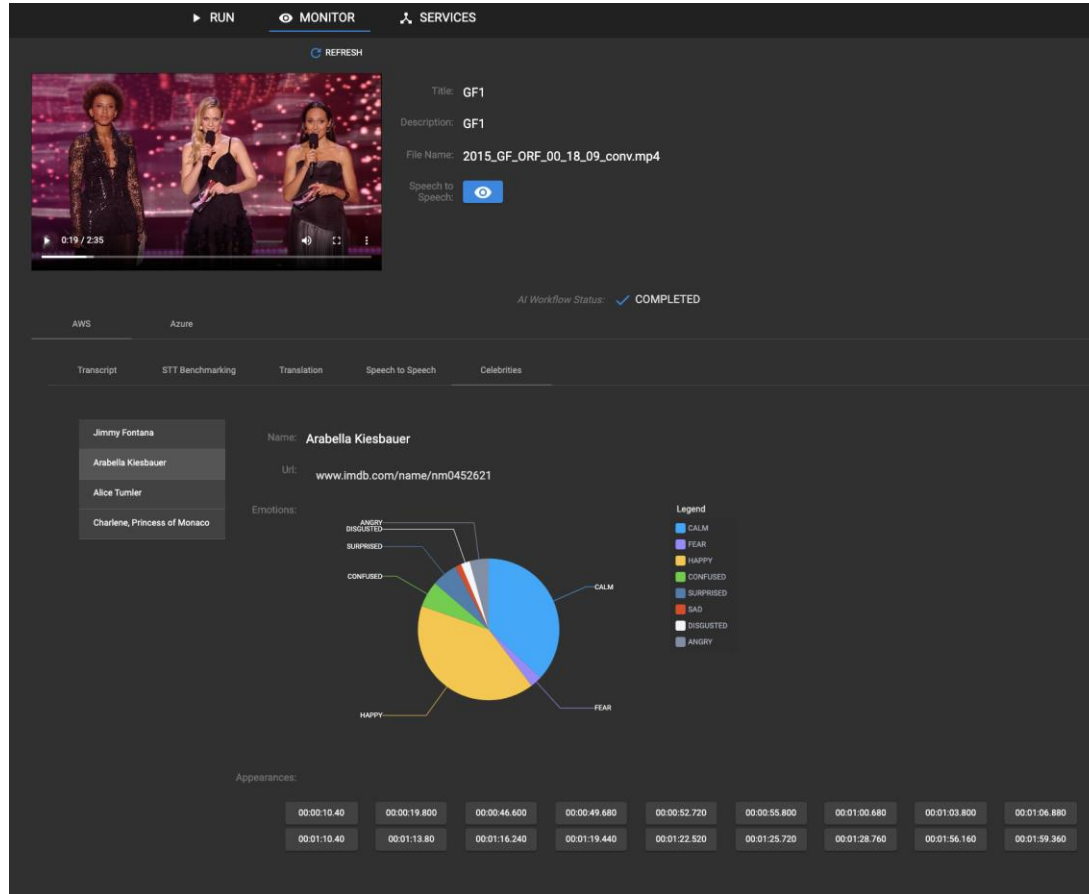 RUN MONITOR SERVICES
REFRESH
Title: GF1
Description: GF1
File Name: 2015_GF_ORF_00_18_09_conv.mp4
Speech to
Speech:
0:19 / 2:35
AI Workflow Status: COMPLETED
AWS Azure
Transcript STT Benchmarking Translation Speech to Speech Celebrities
Jimmy Fontana
Arabella Kiesbauer
Alice Tumler
Charlene, Princess of Monaco
Name: Arabella Kiesbauer
Url: www.imdb.com/name/nm0452621
Emotions:
ANGRY
DISGUSTED
SURPRISED
CONFUSED
CALM
HAPPY
FEAR
Legend
CALM
FEAR
HAPPY
CONFUSED
SURPRISED
SAD
DISGUSTED
ANGRY
Appearances:
00:00:10.40 00:00:19.800 00:00:46.600 00:00:49.680 00:00:52.720 00:00:55.800 00:01:00.680 00:01:03.800 00:01:06.880
00:01:10.40 00:01:13.80 00:01:16.240 00:01:19.440 00:01:22.520 00:01:25.720 00:01:28.760 00:01:56.160 00:01:59.360